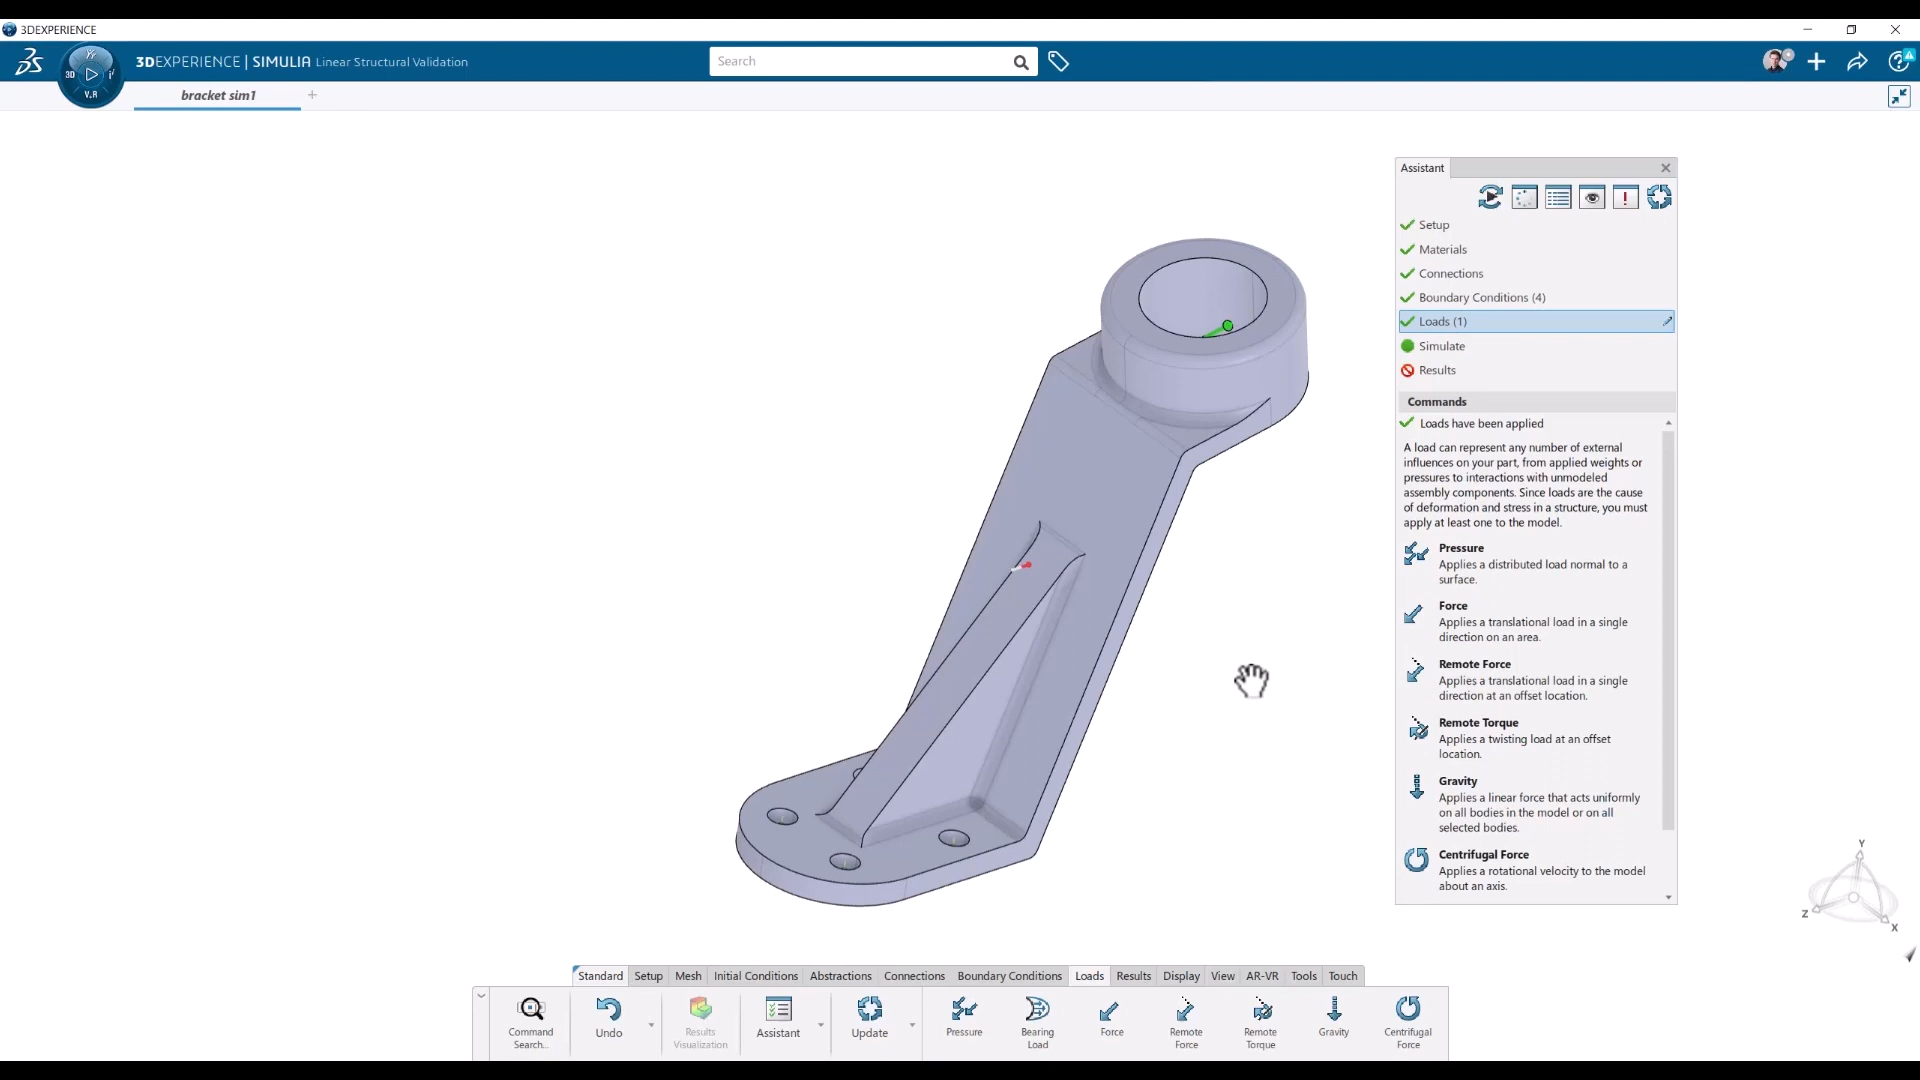 3DEXPERIENCE
3DEXPERIENCE | SIMULIA Linear Structural Validation
Search
3D
V.R
bracket sim1
+
Assistant
Setup
Materials
Connections
Boundary Conditions (4)
Loads (1)
Simulate
Results
Commands
Loads have been applied
A load can represent any number of external
influences on your part, from applied weights or
pressures to interactions with unmodeled
assembly components. Since loads are the cause
of deformation and stress in a structure, you must
apply at least one to the model.
Pressure
Applies a distributed load normal to a
surface.
Force
Applies a translational load in a single
direction on an area.
Remote Force
Applies a translational load in a single
direction at an offset location.
Remote Torque
Applies a twisting load at an offset
location.
Gravity
Applies a linear force that acts uniformly
on all bodies in the model or on all
selected bodies.
Centrifugal Force
Applies a rotational velocity to the model
about an axis.
Y
Z
X
Standard Setup Mesh Initial Conditions Abstractions Connections Boundary Conditions Loads Results Display View AR-VR Tools Touch
Command Search...
Undo
Results Visualization
Assistant
Update
Pressure
Bearing Load
Force
Remote Force
Remote Torque
Gravity
Centrifugal Force